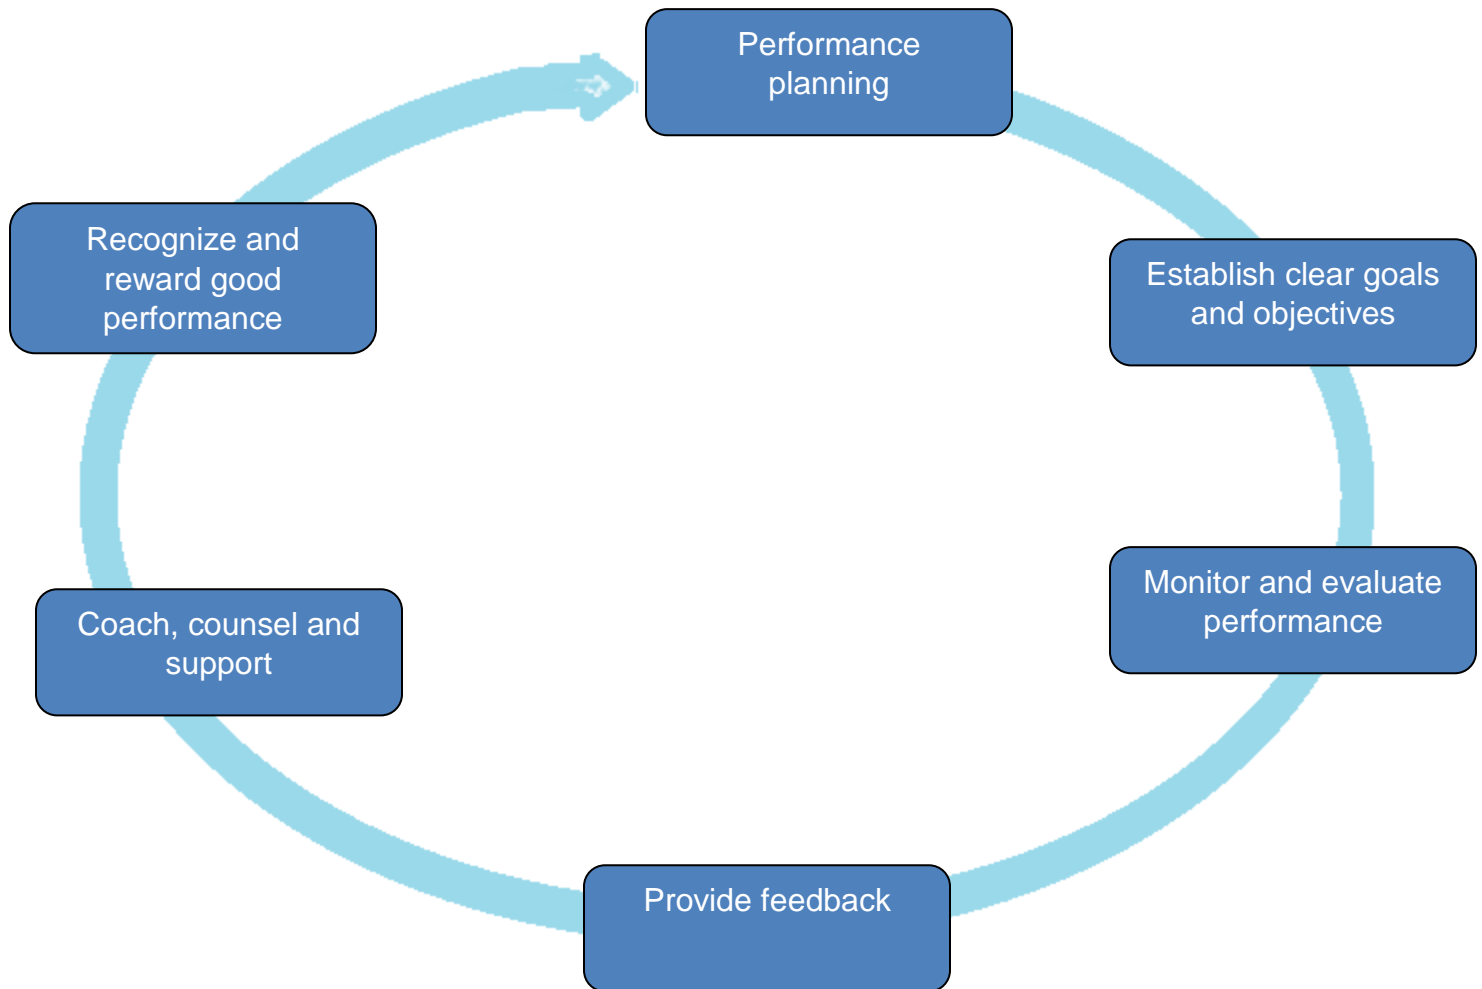 Performance
planning
Establish clear goals
and objectives
Monitor and evaluate
performance
Provide feedback
Coach, counsel and
support
Recognize and
reward good
performance